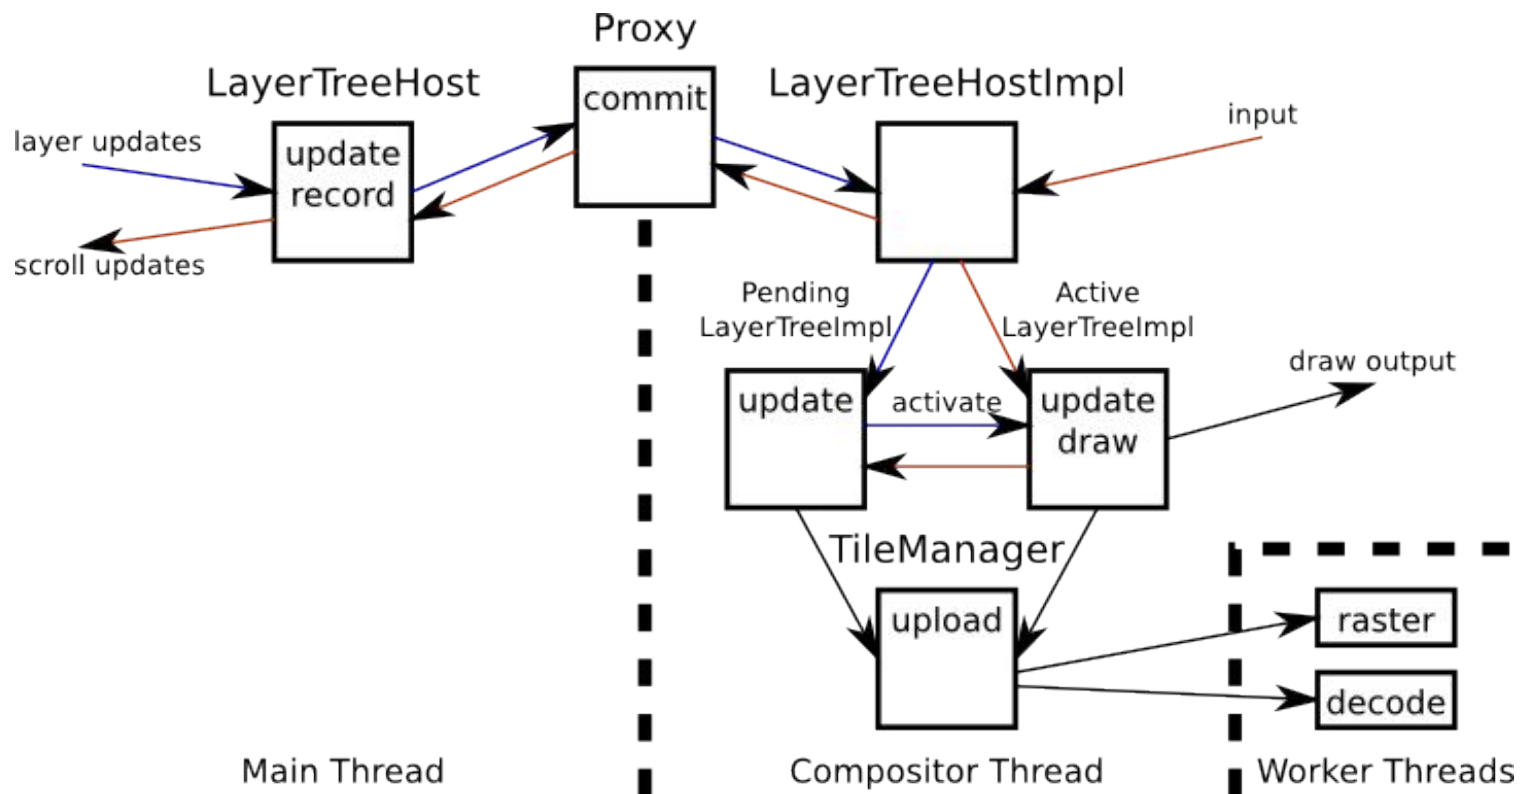 Proxy
LayerTreeHost
LayerTreeHostImpl
commit
input
layer updates
update
record
scroll updates
Pending
LayerTreeImpl
Active
LayerTreeImpl
draw output
update
activate
update
draw
TileManager
upload
raster
decode
Main Thread
Compositor Thread
Worker Threads